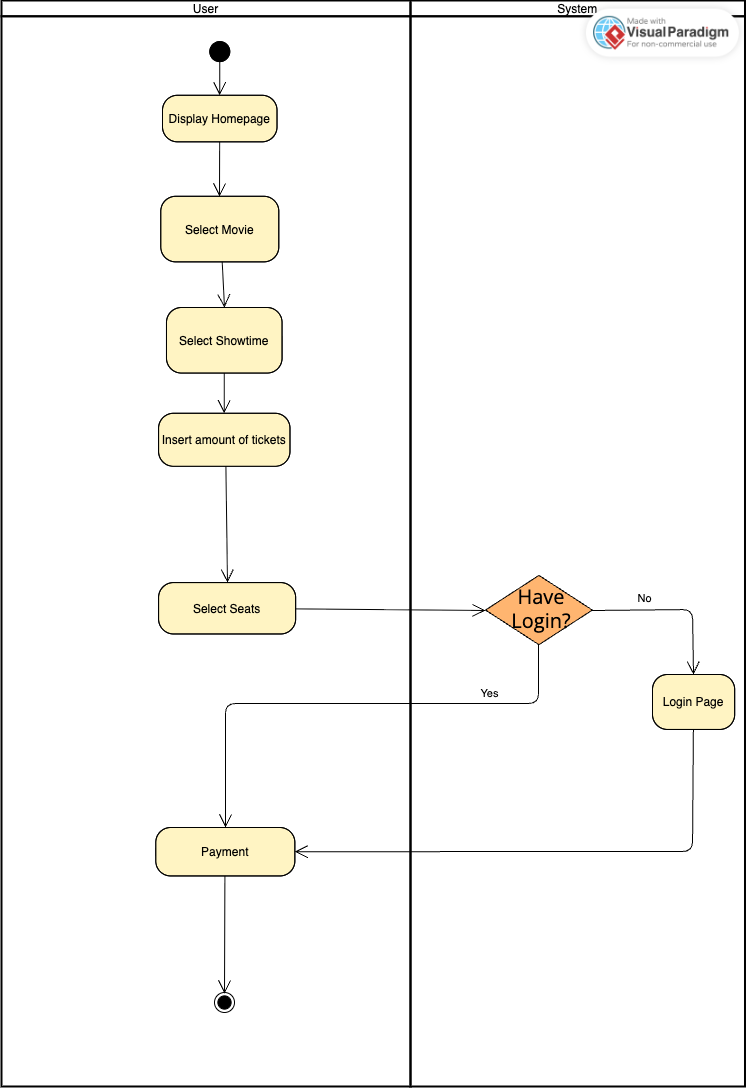 User
System
Made with
Visual Paradigm
For non-commercial use
Display Homepage
Select Movie
Select Showtime
Insert amount of tickets
Select Seats
Have
Login?
No
Yes
Login Page
Payment